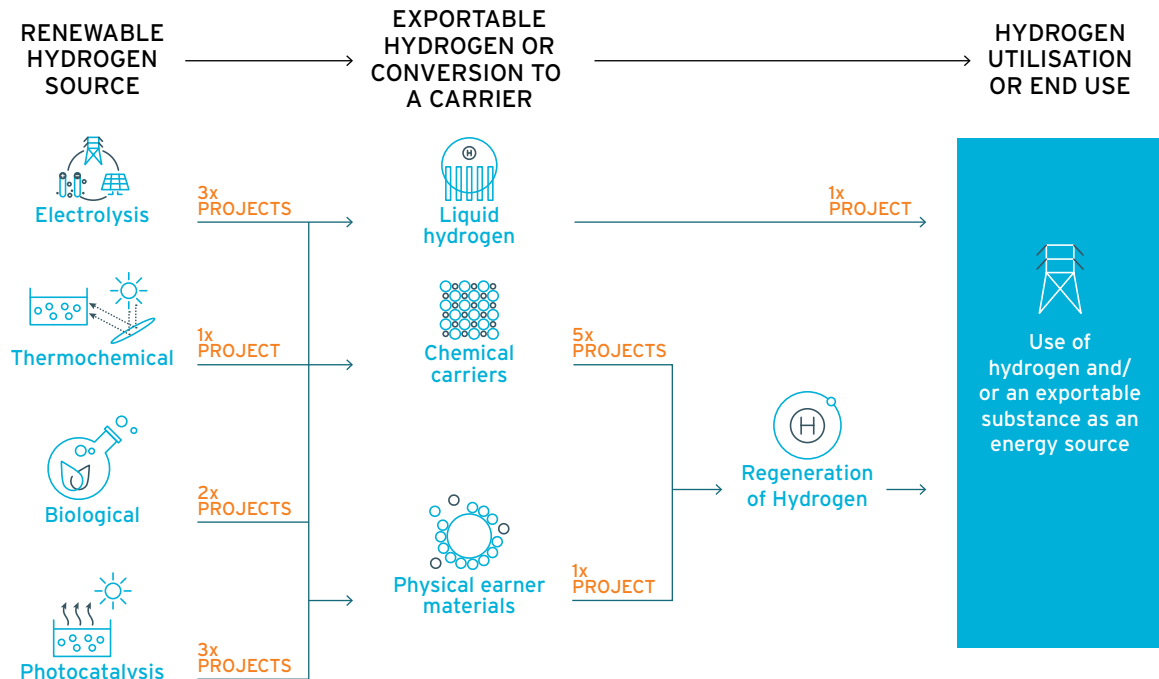 RENEWABLE
HYDROGEN
SOURCE
EXPORTABLE
HYDROGEN OR
CONVERSION TO
A CARRIER
HYDROGEN
UTILISATION
OR END USE
Electrolysis
3x
PROJECTS
H
Liquid
hydrogen
1x
PROJECT
Thermochemical
1x
PROJECT
Chemical
carriers
5x
PROJECTS
Use of
hydrogen and/
or an exportable
substance as an
energy source
H
Regeneration
of Hydrogen
Biological
2x
PROJECTS
Physical earner
materials
1x
PROJECT
Photocatalvsis
3x
PROJECTS